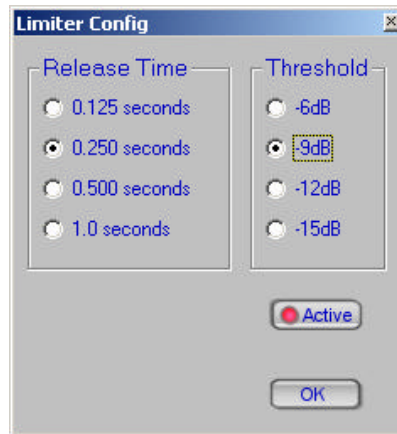 Limiter Config
Release Time
0.125 seconds
0.250 seconds
0.500 seconds
1.0 seconds
Threshold
-6dB
-9dB
-12dB
-15dB
Active
OK